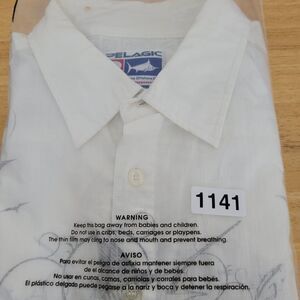 PELAGIC
1141
WARNING
Keep this bag away from babies and children.
Do not use in cribs, beds, carriages or playpens.
The thin film may cling to nose and mouth and prevent breathing.
AVISO
Para evitar el peligro de asfixia mantener siempre fuera
de el alcance de niños y de bebés.
No usar en cunas, camas, carriolas y corrales para bebés.
El plástico delgado puede pegarse a la nariz y boca y detener la respiración.